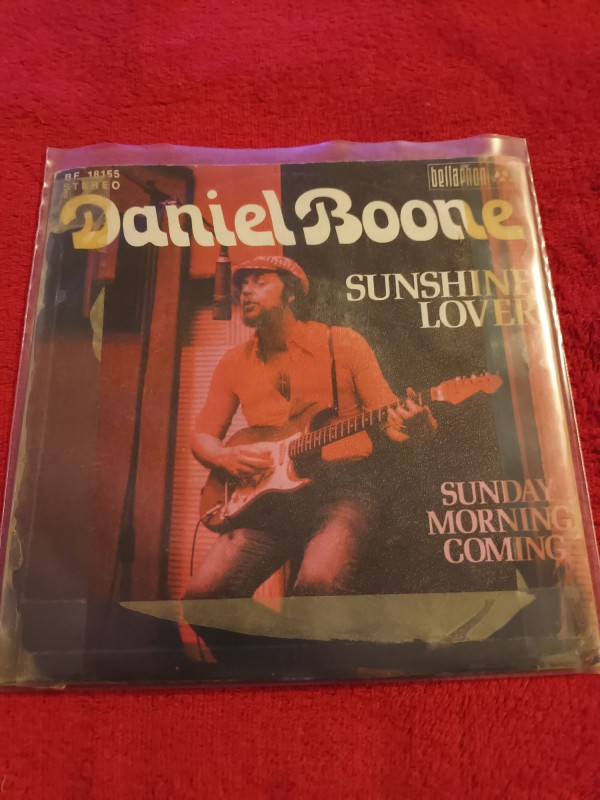 BF 18155
STEREO
bellaphon
Daniel Boone
SUNSHINE
LOVER
SUNDAY
MORNING
COMING